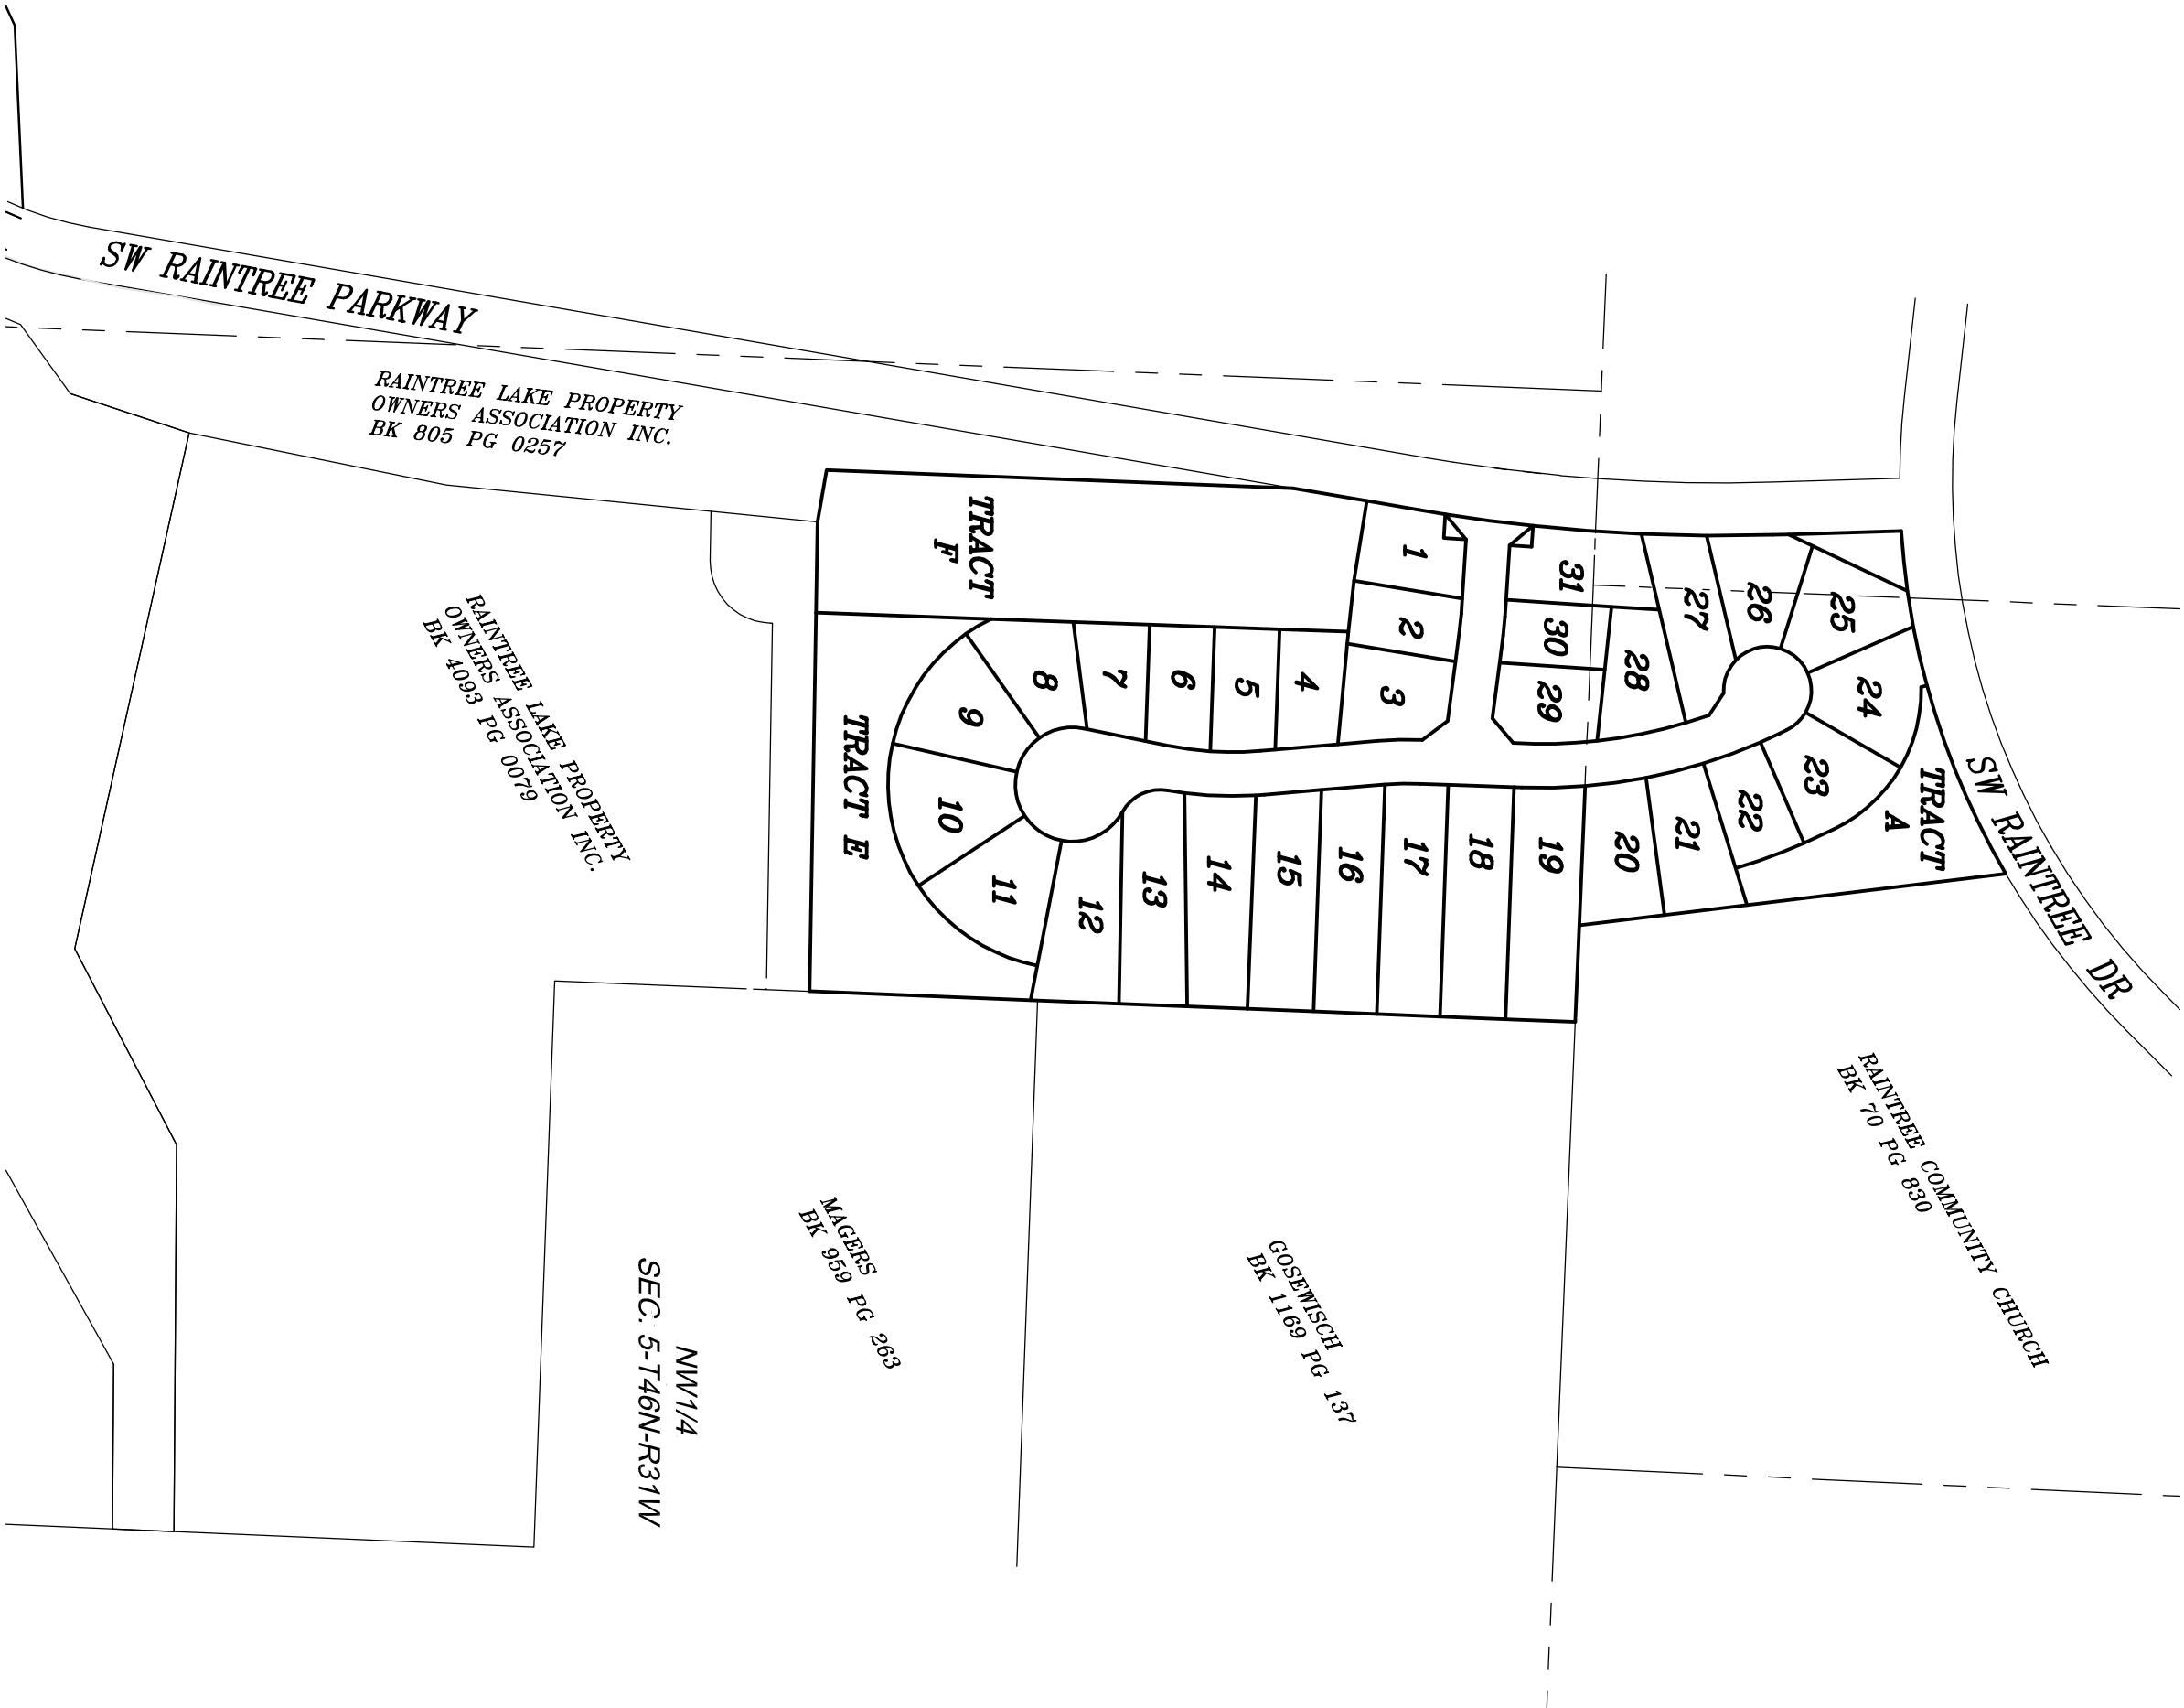 SW RAINTREE PARKWAY
RAINTREE LAKE PROPERTY
OWNERS ASSOCIATION INC.
BK 805 PG 0257
RAINTREE LAKE PROPERTY
OWNERS ASSOCIATION INC.
BK 4093 PG 0079
TRACT
F
TRACT E
1
2
3
4
5
6
7
8
9
10
11
12
13
14
15
16
17
18
19
20
21
22
23
24
25
26
27
28
29
30
31
TRACT
A
SW RAINTREE DR
RAINTREE COMMUNITY CHURCH
BK 70 PG 830
GOSEWISCH
BK 1169 PG 137
MAGERS
BK 959 PG 263
NW1/4
SEC. 5-T46N-R31W